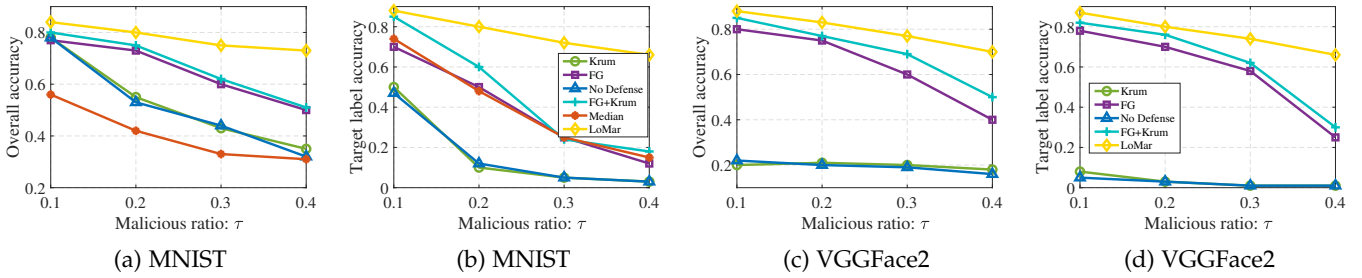 Overall accuracy
0.8
0.6
0.4
0.2
0.1
0.2
0.3
0.4
Malicious ratio: τ
(a) MNIST
Target label accuracy
0.8
0.6
0.4
0.2
0
0.1
0.2
0.3
0.4
Krum
FG
No Defense
FG+Krum
Median
LoMar
Malicious ratio: τ
(b) MNIST
Overall accuracy
0.8
0.6
0.4
0.2
0.1
0.2
0.3
0.4
Malicious ratio: τ
(c) VGGFace2
Target label accuracy
0.8
0.6
0.4
0.2
0
0.1
0.2
0.3
0.4
Krum
FG
No Defense
FG+Krum
LoMar
Malicious ratio: τ
(d) VGGFace2